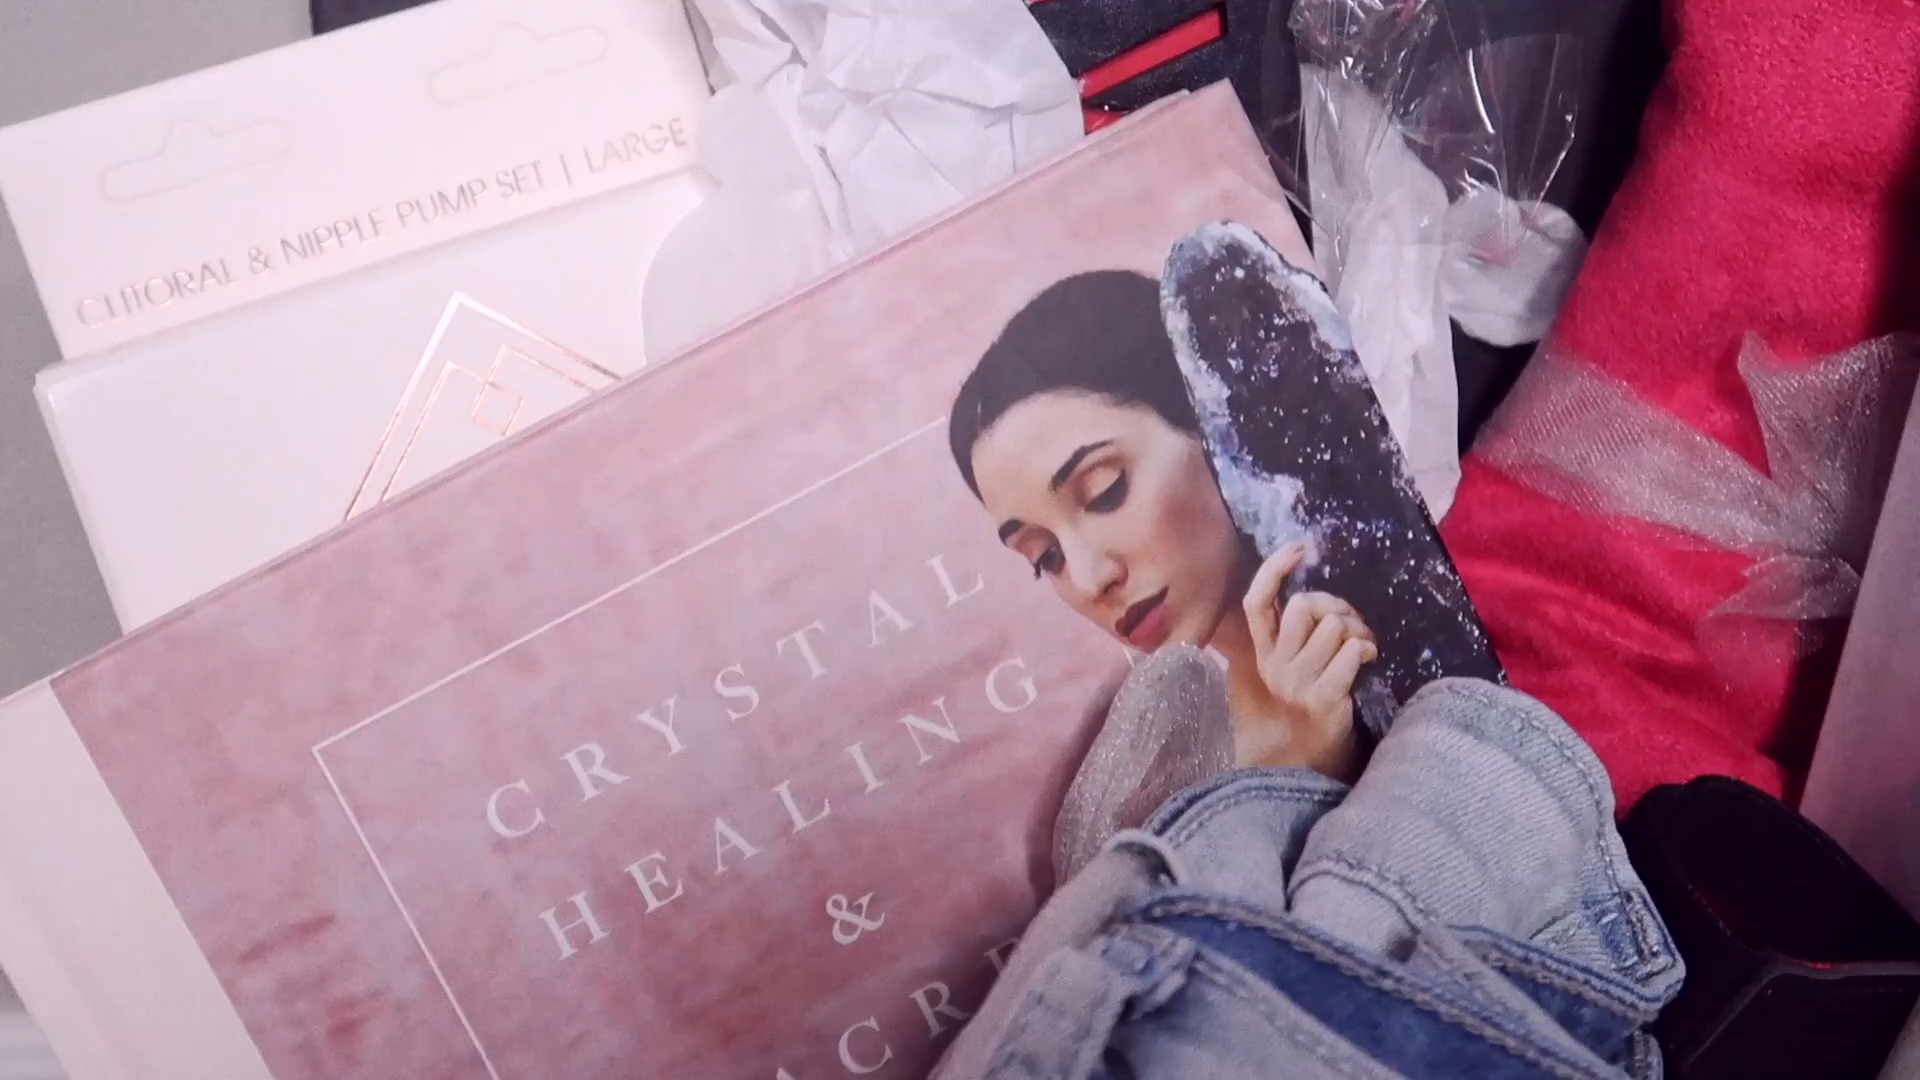 CLITORAL & NIPPLE PUMP SET | LARGE
CRYSTAL
HEALING
&